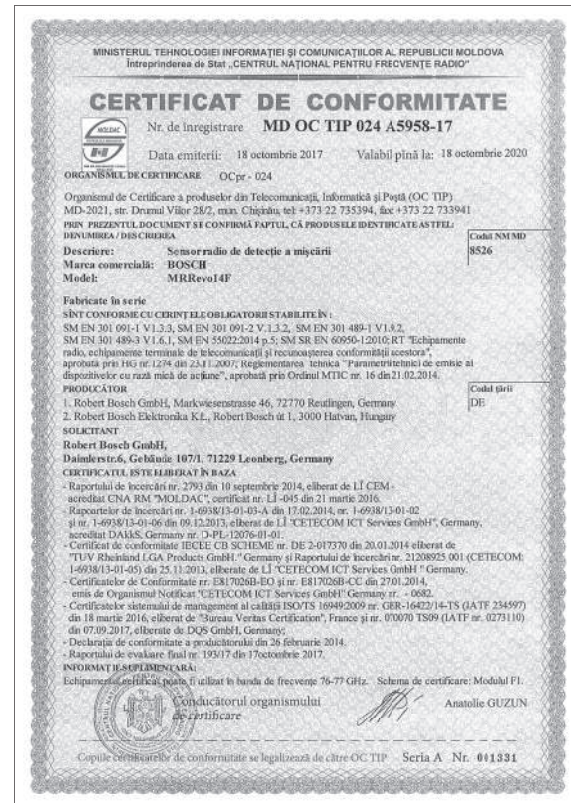 MINISTERUL TEHNOLOGIEI INFORMAȚIEI ȘI COMUNICAȚIILOR AL REPUBLICII MOLDOVA
Întreprinderea de Stat „CENTRUL NAȚIONAL PENTRU FRECVENȚE RADIO"
CERTIFICAT DE CONFORMITATE
MOLDAC
Nr. de înregistrare MD OC TIP 024 A5958-17
Data emiterii: 18 octombrie 2017 Valabil pînă la: 18 octombrie 2020
ORGANISMUL DE CERTIFICARE OCpr - 024
Organismul de Certificare a produselor din Telecomunicații, Informatică și Poștă (OC TIP)
MD-2021, str. Drumul Viilor 28/2, mun. Chișinău, tel: +373 22 735394, fax: +373 22 733941
PRIN PREZENTUL DOCUMENT SE CONFIRMĂ FAPTUL, CĂ PRODUSELE IDENTIFICATE ASTFEL:
DENUMIREA / DESCRIEREA Codul NM MD
Descriere: Sensor radio de detecție a mișcării 8526
Marca comercială: BOSCH
Model: MRRevo14F
Fabricate în serie
SÎNT CONFORME CU CERINȚELE OBLIGATORII STABILITE ÎN :
SM EN 301 091-1 V1.3.3, SM EN 301 091-2 V.1.3.2, SM EN 301 489-1 V1.9.2,
SM EN 301 489-3 V1.6.1, SM EN 55022:2014 p.5; SM SR EN 60950-1:2010; RT "Echipamente
radio, echipamente terminale de telecomunicații și recunoașterea conformității acestora",
aprobată prin HG nr.1274 din 23.11.2007; Reglementarea tehnică "Parametrii tehnici de emisie ai
dispozitivelor cu rază mică de acțiune", aprobată prin Ordinul MTIC nr. 16 din 21.02.2014.
PRODUCĂTOR Codul țării
1. Robert Bosch GmbH, Markwiesenstrasse 46, 72770 Reutlingen, Germany DE
2. Robert Bosch Elektronika Kft., Robert Bosch út 1, 3000 Hatvan, Hungary
SOLICITANT
Robert Bosch GmbH,
Daimlerstr.6, Gebäude 107/1. 71229 Leonberg, Germany
CERTIFICATUL ESTE ELIBERAT ÎN BAZA
- Raportului de încercări nr. 2793 din 10 septembrie 2014, eliberat de LÎ CEM -
acreditat CNA RM "MOLDAC", certificat nr. LÎ -045 din 21 martie 2016.
- Rapoartelor de încercări nr. 1-6938/13-01-03-A din 17.02.2014, nr. 1-6938/13-01-02
și nr. 1-6938/13-01-06 din 09.12.2013, eliberat de LÎ "CETECOM ICT Services GmbH", Germany,
acreditat DAkkS, Germany nr. D-PL-12076-01-01.
- Certificat de conformitate IECEE CB SCHEME nr. DE 2-017370 din 20.01.2014 eliberat de
"TUV Rheinland LGA Products GmbH." Germany și Raportului de încercări nr. 21208925 001 (CETECOM:
1-6938/13-01-05) din 25.11.2013, eliberate de LÎ "CETECOM ICT Services GmbH " Germany.
- Certificatelor de Conformitate nr. E817026B-EO și nr. E817026B-CC din 27.01.2014,
emis de Organismul Notificat "CETECOM ICT Services GmbH" Germany nr. - 0682.
- Certificatelor sistemului de management al calității ISO/TS 16949:2009 nr. GER-16422/14-TS (IATF 234597)
din 18 martie 2016, eliberat de "Bureau Veritas Certification", France și nr. 070070 TS09 (IATF nr. 0273110)
din 07.09.2017, eliberat de DQS GmbH, Germany;
- Declarația de conformitate a producătorului din 26 februarie 2014.
- Raportului de evaluare final nr. 193/17 din 17octombrie 2017.
INFORMAȚII SUPLIMENTARĂ:
Echipamentul certificat poate fi utilizat în banda de frecvențe 76-77 GHz. Schema de certificare: Modulul F1.
Conducătorul organismului
de certificare Anatolie GUZUN
Copiile certificatelor de conformitate se legalizează de către OC TIP Seria A Nr. 001331